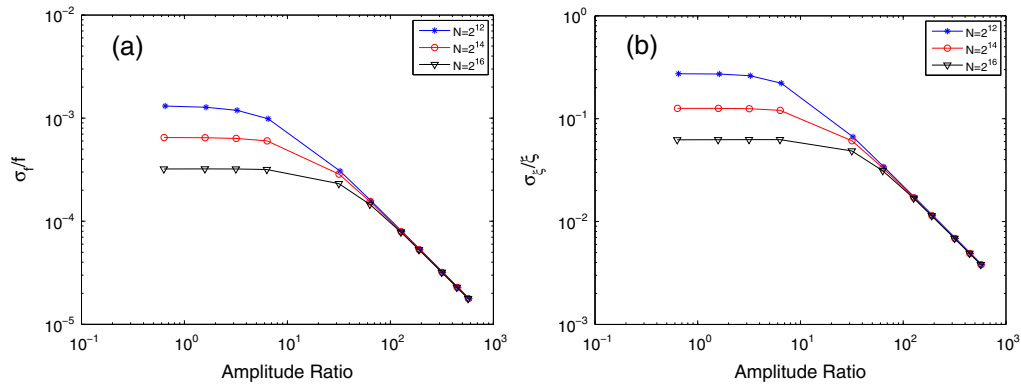 (a)
N=2^12
N=2^14
N=2^16
10^-2
10^-3
10^-4
10^-5
σ_f/f
10^-1
10^0
10^1
10^2
10^3
Amplitude Ratio
(b)
N=2^12
N=2^14
N=2^16
10^0
10^-1
10^-2
10^-3
σ_ξ/ξ
10^-1
10^0
10^1
10^2
10^3
Amplitude Ratio